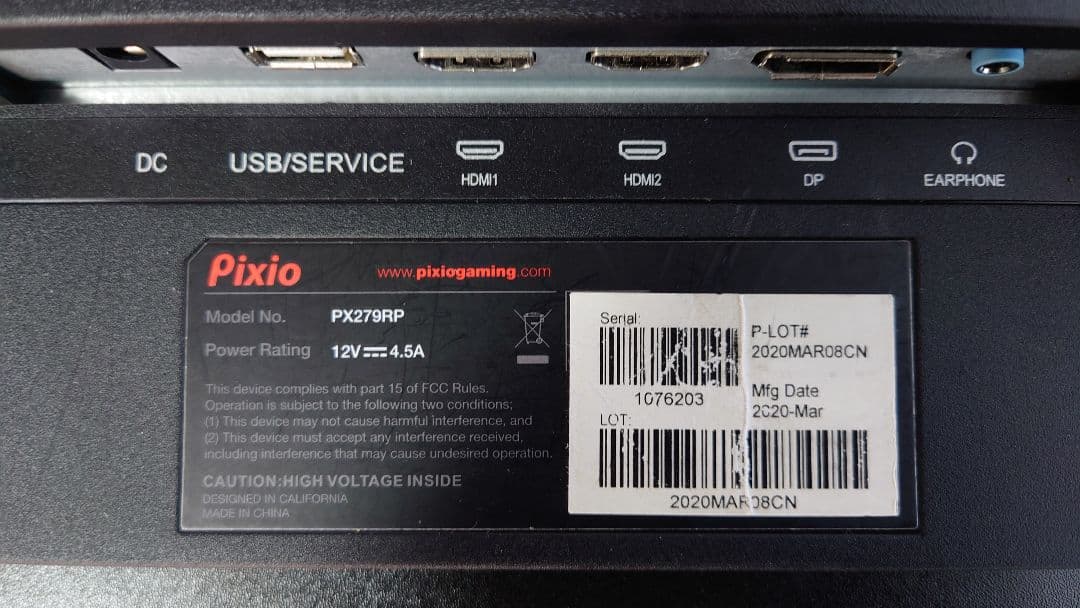 DC
USB/SERVICE
HDMI1
HDMI2
DP
EARPHONE
Pixio
www.pixiogaming.com
Model No. PX279RP
Power Rating 12V⎓4.5A
This device complies with part 15 of FCC Rules.
Operation is subject to the following two conditions;
(1) This device may not cause harmful interference, and
(2) This device must accept any interference received,
including interference that may cause undesired operation.
CAUTION:HIGH VOLTAGE INSIDE
DESIGNED IN CALIFORNIA
MADE IN CHINA
Serial:
1076203
P-LOT#
2020MAR08CN
Mfg Date
2020-Mar
LOT:
2020MAR08CN